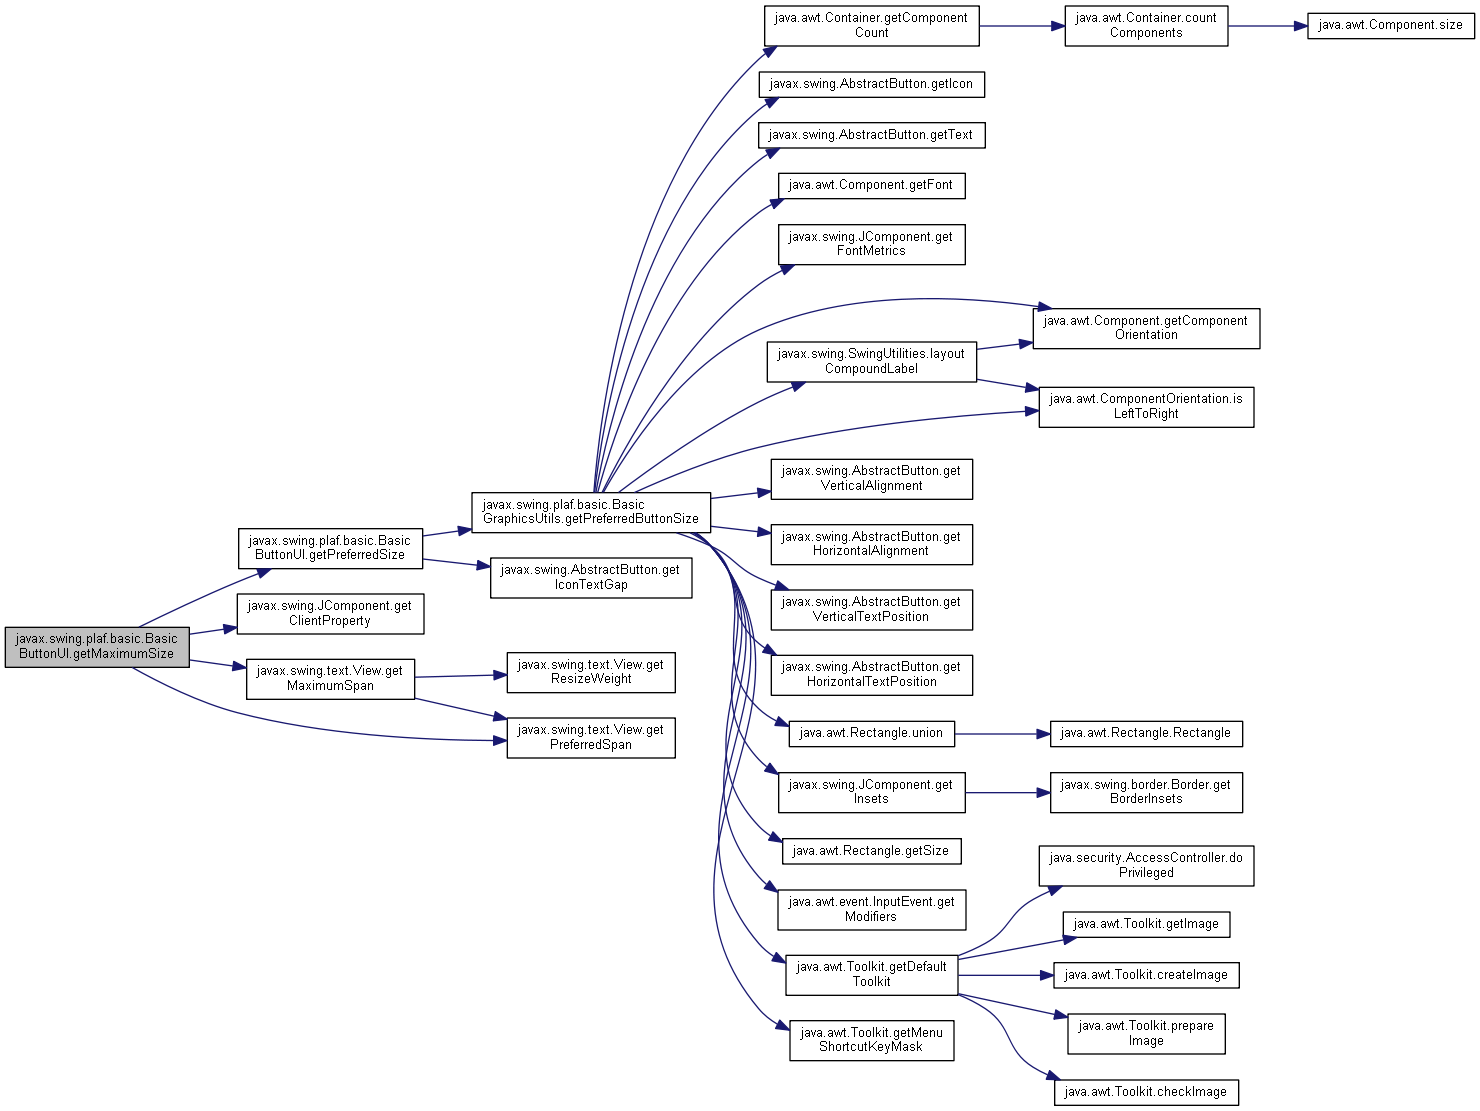 javax.swing.plaf.basic.Basic
ButtonUI.getMaximumSize
javax.swing.plaf.basic.Basic
ButtonUI.getPreferredSize
javax.swing.JComponent.get
ClientProperty
javax.swing.text.View.get
MaximumSpan
javax.swing.plaf.basic.Basic
GraphicsUtils.getPreferredButtonSize
javax.swing.AbstractButton.get
IconTextGap
javax.swing.text.View.get
ResizeWeight
javax.swing.text.View.get
PreferredSpan
java.awt.Container.getComponent
Count
javax.swing.AbstractButton.getIcon
javax.swing.AbstractButton.getText
java.awt.Component.getFont
javax.swing.JComponent.get
FontMetrics
javax.swing.SwingUtilities.layout
CompoundLabel
javax.swing.AbstractButton.get
VerticalAlignment
javax.swing.AbstractButton.get
HorizontalAlignment
javax.swing.AbstractButton.get
VerticalTextPosition
javax.swing.AbstractButton.get
HorizontalTextPosition
java.awt.Rectangle.union
javax.swing.JComponent.get
Insets
java.awt.Rectangle.getSize
java.awt.event.InputEvent.get
Modifiers
java.awt.Toolkit.getDefault
Toolkit
java.awt.Toolkit.getMenu
ShortcutKeyMask
java.awt.Container.count
Components
java.awt.Component.getComponent
Orientation
java.awt.ComponentOrientation.is
LeftToRight
java.awt.Rectangle.Rectangle
javax.swing.border.Border.get
BorderInsets
java.security.AccessController.do
Privileged
java.awt.Toolkit.getImage
java.awt.Toolkit.createImage
java.awt.Toolkit.prepare
Image
java.awt.Toolkit.checkImage
java.awt.Component.size